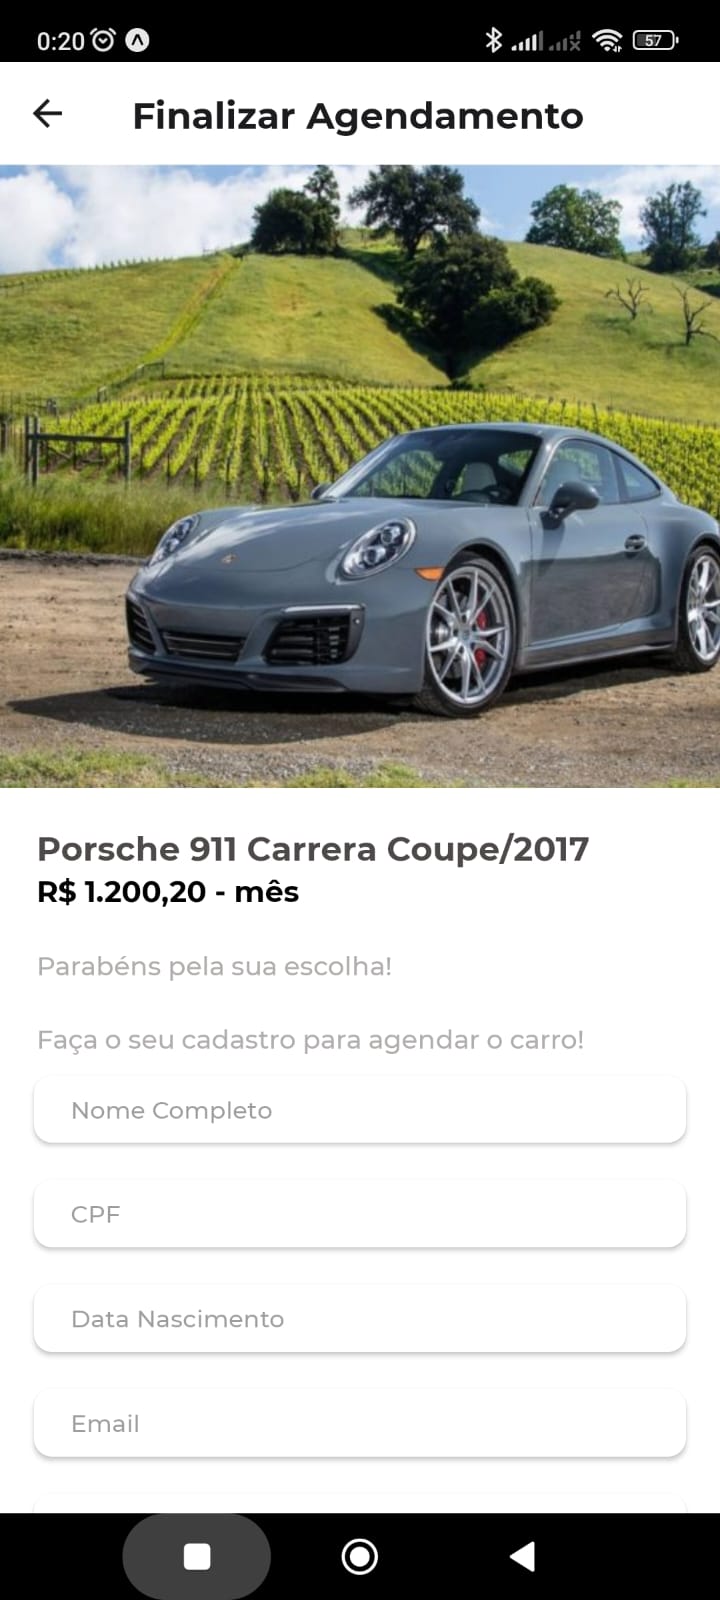 0:20
57
Finalizar Agendamento
Porsche 911 Carrera Coupe/2017
R$ 1.200,20 - mês
Parabéns pela sua escolha!
Faça o seu cadastro para agendar o carro!
Nome Completo
CPF
Data Nascimento
Email